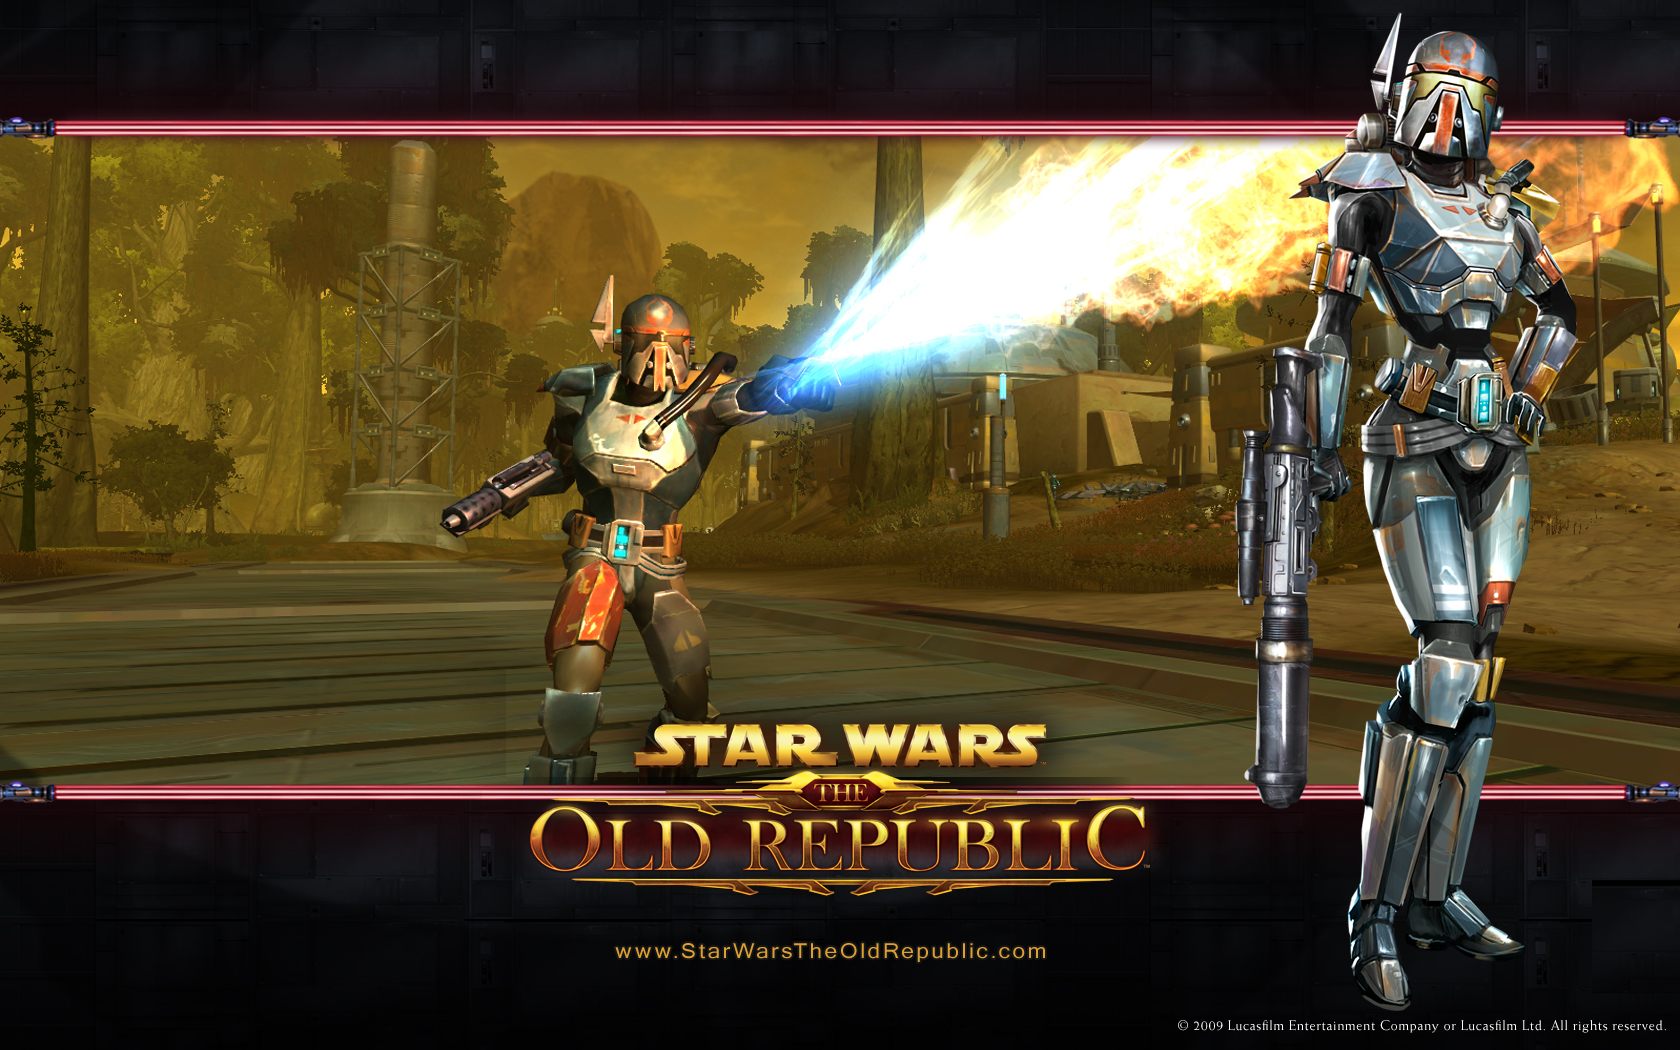 STAR WARS
THE
OLD REPUBLIC
www.StarWarsTheOldRepublic.com
© 2009 Lucasfilm Entertainment Company or Lucasfilm Ltd. All rights reserved.